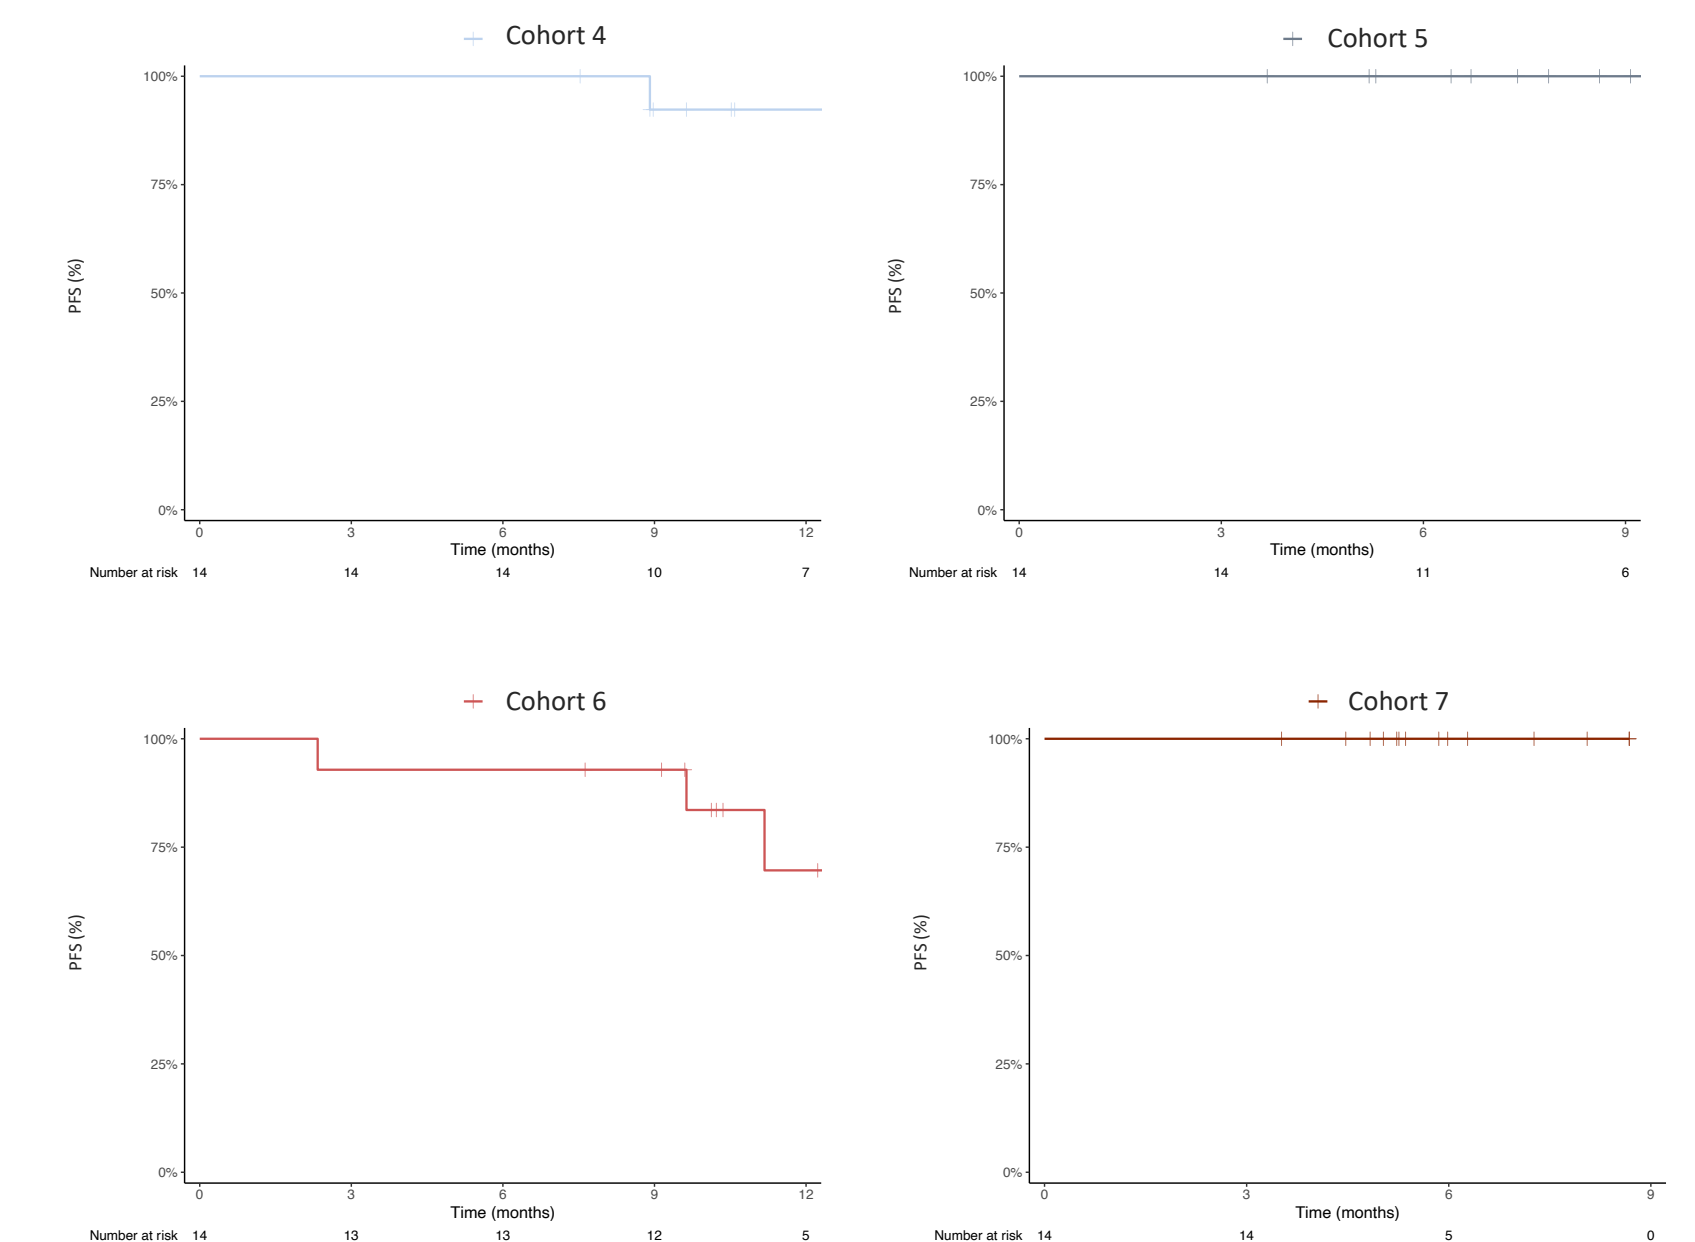 Cohort 4
100%
75%
50%
25%
0%
PFS (%)
0 3 6 9 12
Time (months)
Number at risk 14 14 14 10 7
Cohort 5
100%
75%
50%
25%
0%
PFS (%)
0 3 6 9
Time (months)
Number at risk 14 14 11 6
Cohort 6
100%
75%
50%
25%
0%
PFS (%)
0 3 6 9 12
Time (months)
Number at risk 14 13 13 12 5
Cohort 7
100%
75%
50%
25%
0%
PFS (%)
0 3 6 9
Time (months)
Number at risk 14 14 5 0